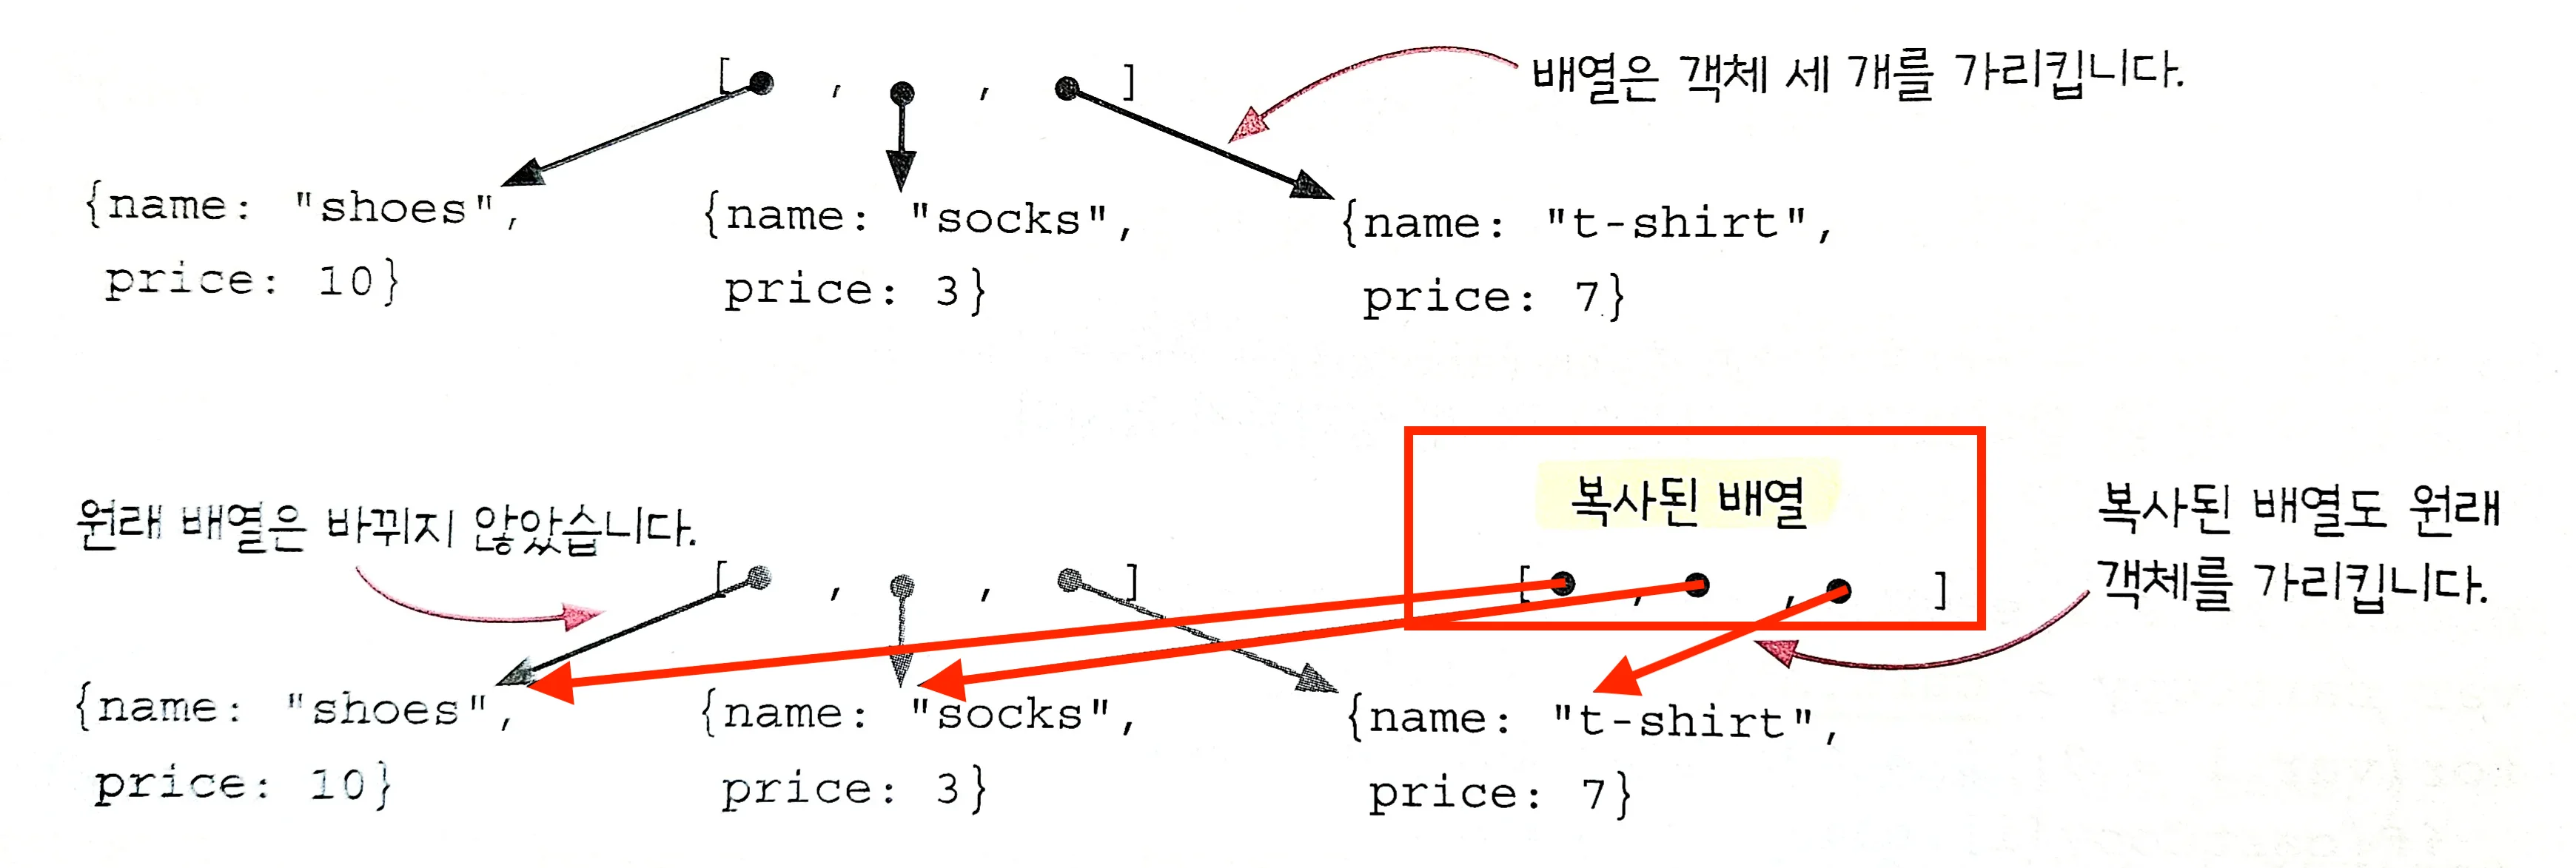 [ , , ]
배열은 객체 세 개를 가리킵니다.
{name: "shoes",
price: 10}
{name: "socks",
price: 3}
{name: "t-shirt",
price: 7}
원래 배열은 바뀌지 않았습니다.
[ , , ]
복사된 배열
[ , , ]
복사된 배열도 원래
객체를 가리킵니다.
{name: "shoes",
price: 10}
{name: "socks",
price: 3}
{name: "t-shirt",
price: 7}